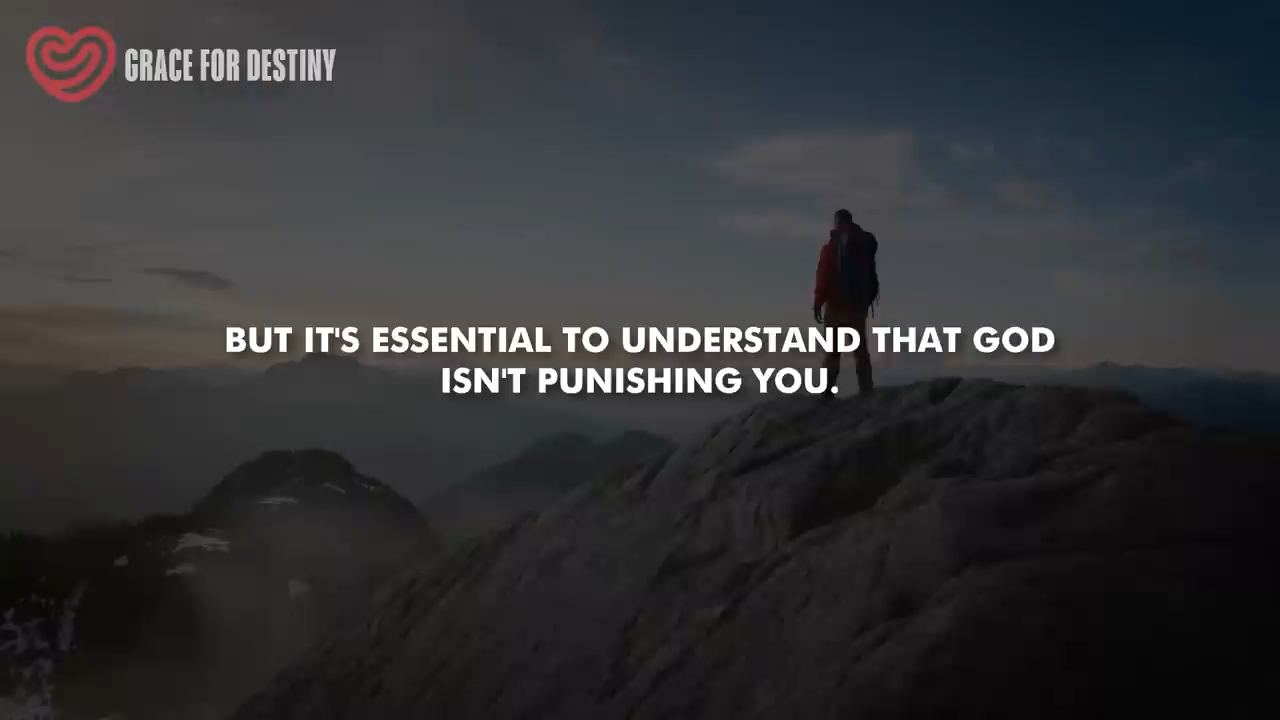 GRACE FOR DESTINY
BUT IT'S ESSENTIAL TO UNDERSTAND THAT GOD
ISN'T PUNISHING YOU.